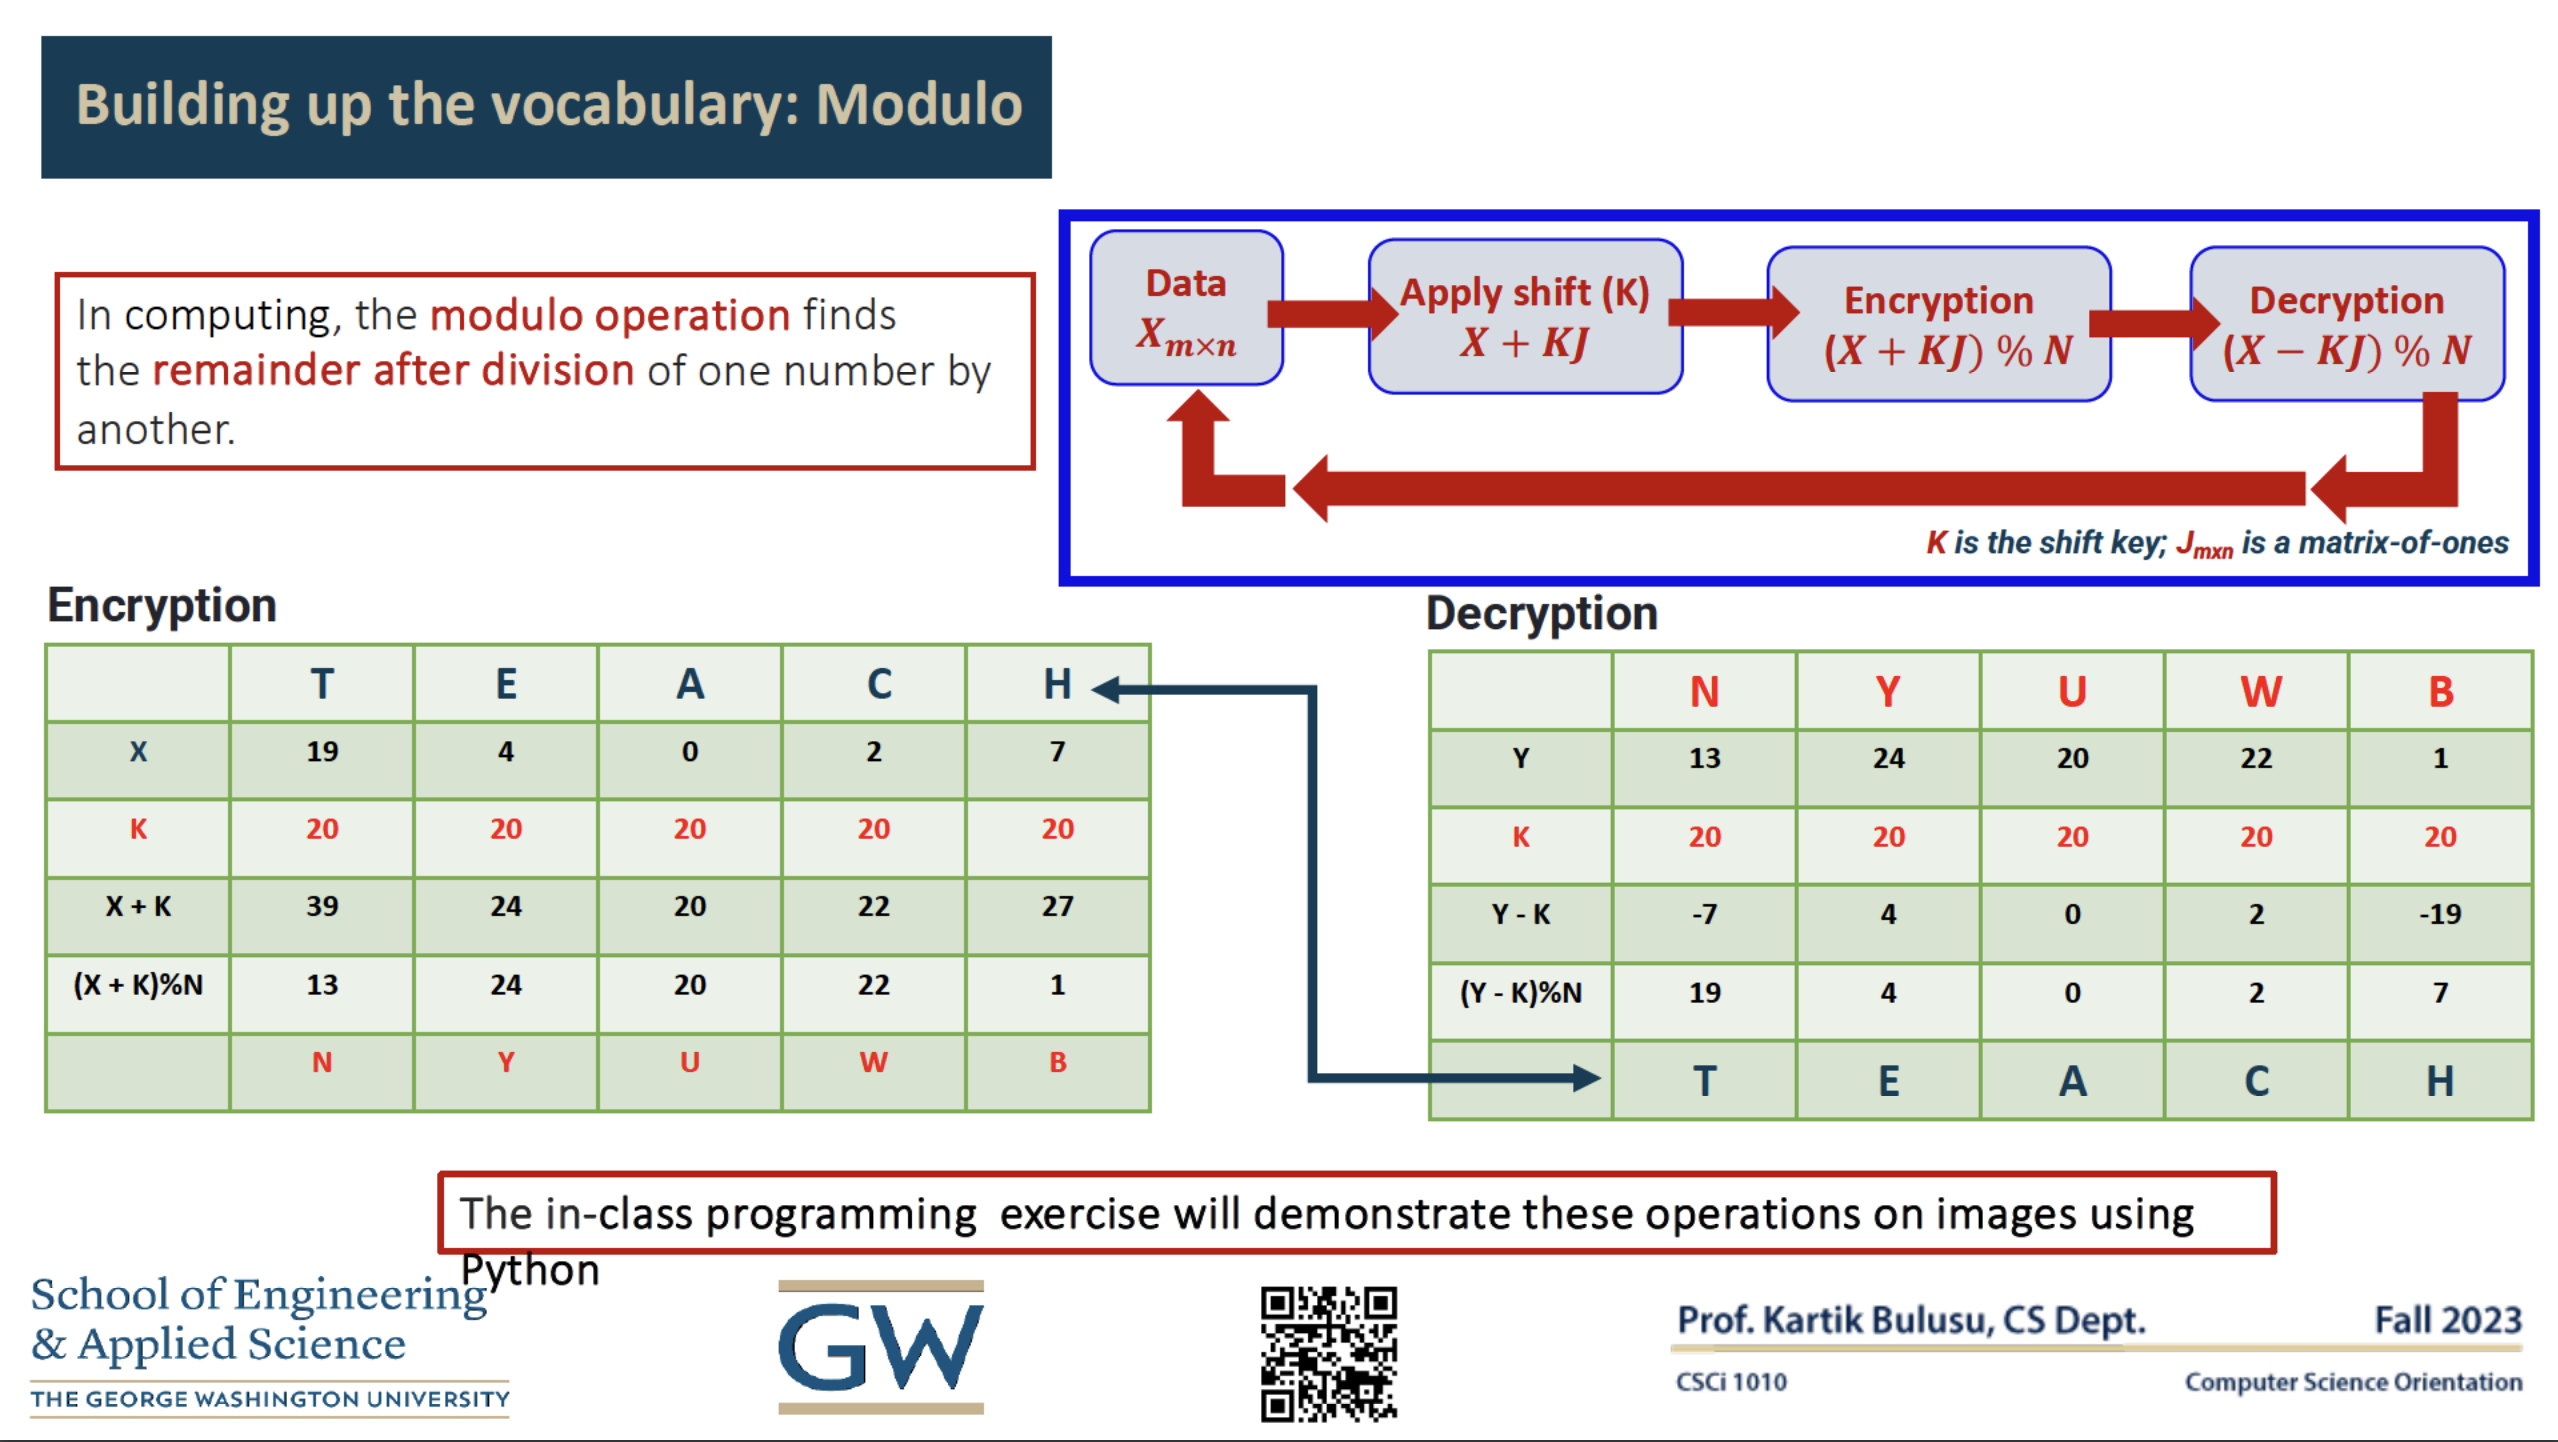 Building up the vocabulary: Modulo
In computing, the modulo operation finds
the remainder after division of one number by
another.
Data
X m×n
Apply shift (K)
X + KJ
Encryption
(X + KJ) % N
Decryption
(X − KJ) % N
K is the shift key; Jmxn is a matrix-of-ones
Encryption
T E A C H
X 19 4 0 2 7
K 20 20 20 20 20
X + K 39 24 20 22 27
(X + K)%N 13 24 20 22 1
N Y U W B
Decryption
N Y U W B
Y 13 24 20 22 1
K 20 20 20 20 20
Y - K -7 4 0 2 -19
(Y - K)%N 19 4 0 2 7
T E A C H
The in-class programming exercise will demonstrate these operations on images using
Python
School of Engineering
& Applied Science
THE GEORGE WASHINGTON UNIVERSITY
GW
Prof. Kartik Bulusu, CS Dept. Fall 2023
CSCi 1010 Computer Science Orientation